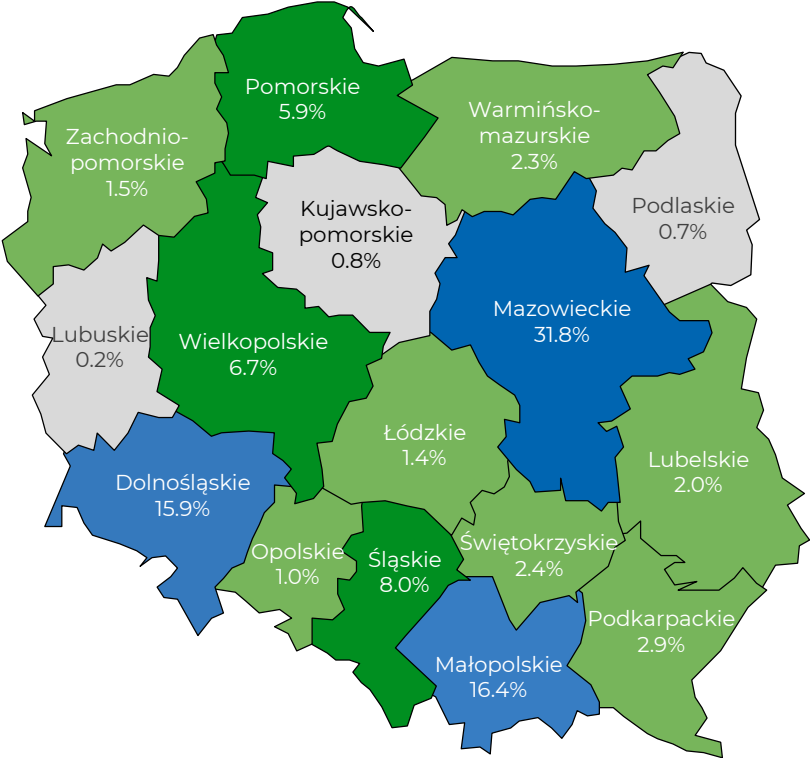 Pomorskie
5.9%
Warmińsko-
mazurskie
2.3%
Zachodnio-
pomorskie
1.5%
Kujawsko-
pomorskie
0.8%
Podlaskie
0.7%
Mazowieckie
31.8%
Lubuskie
0.2%
Wielkopolskie
6.7%
Łódzkie
1.4%
Lubelskie
2.0%
Dolnośląskie
15.9%
Opolskie
1.0%
Śląskie
8.0%
Świętokrzyskie
2.4%
Podkarpackie
2.9%
Małopolskie
16.4%